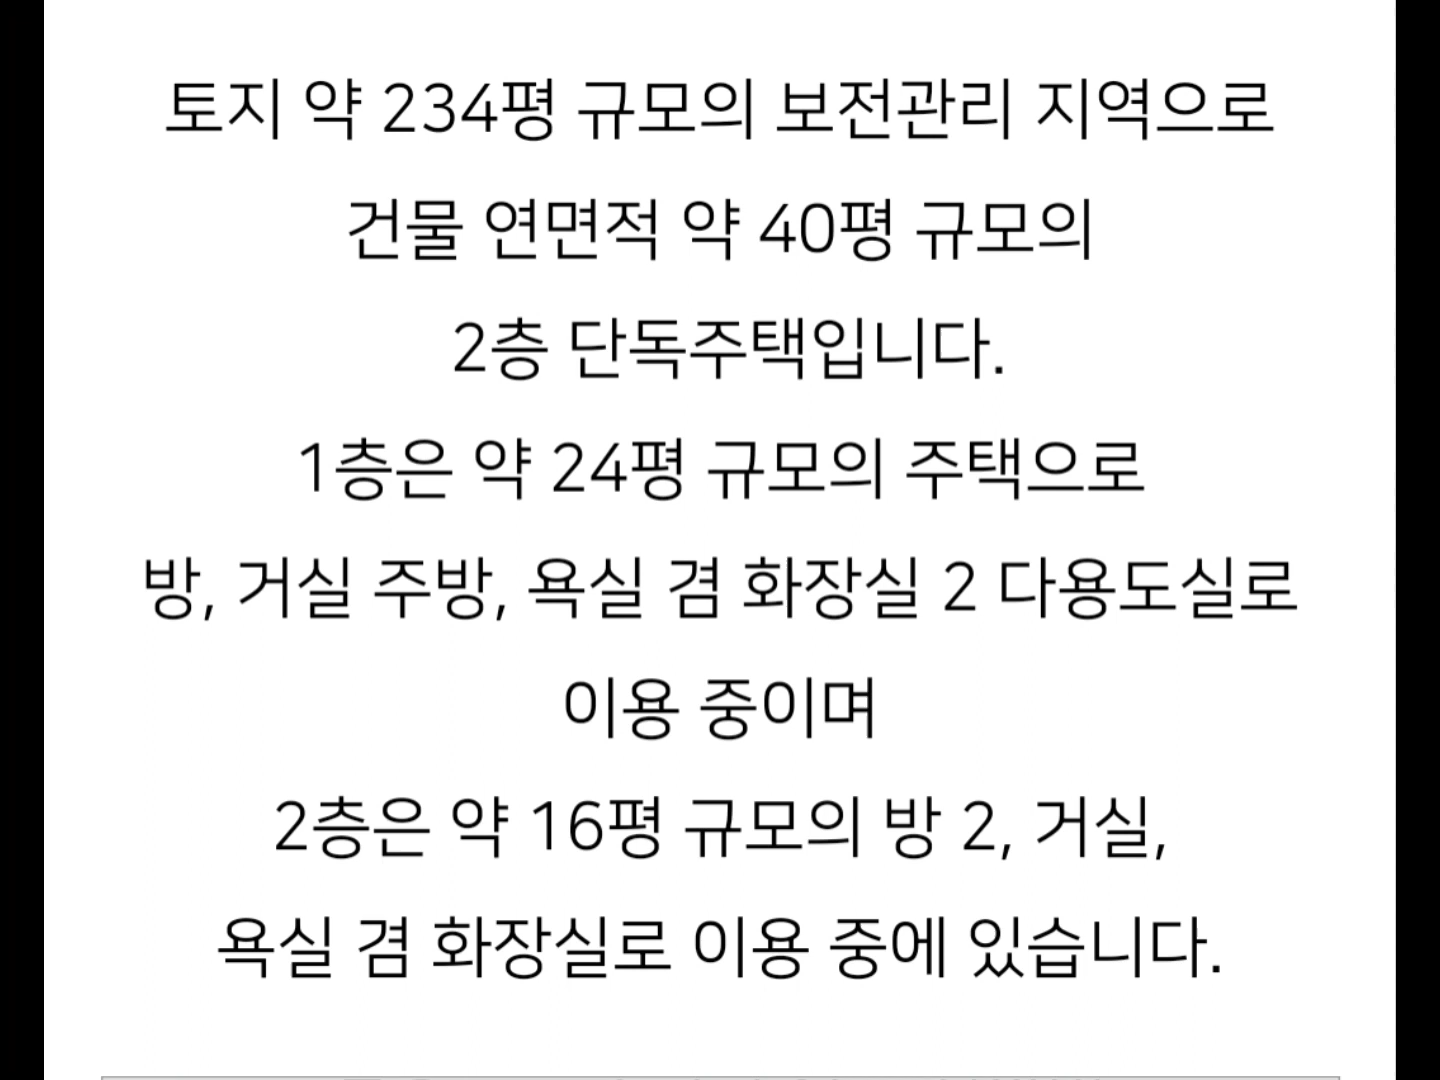 토지 약 234평 규모의 보전관리 지역으로
건물 연면적 약 40평 규모의
2층 단독주택입니다.
1층은 약 24평 규모의 주택으로
방, 거실 주방, 욕실 겸 화장실 2 다용도실로
이용 중이며
2층은 약 16평 규모의 방 2, 거실,
욕실 겸 화장실로 이용 중에 있습니다.